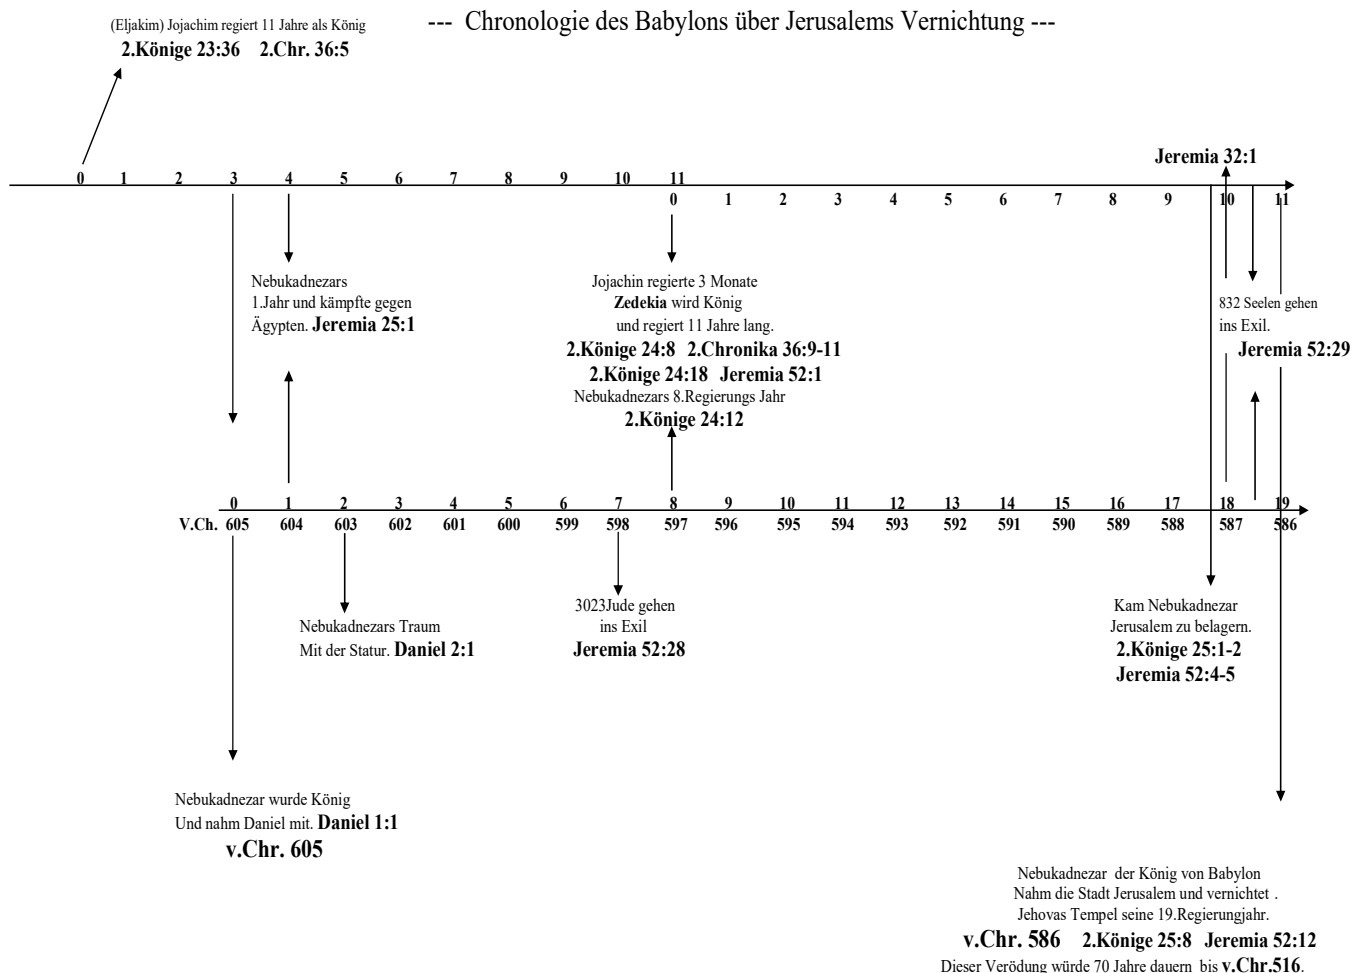 --- Chronologie des Babylons über Jerusalems Vernichtung ---
(Eljakim) Jojachim regiert 11 Jahre als König
2.Könige 23:36 2.Chr. 36:5
Jeremia 32:1
0 1 2 3 4 5 6 7 8 9 10 11
0 1 2 3 4 5 6 7 8 9 10 11
Nebukadnezars
1.Jahr und kämpfte gegen
Ägypten. Jeremia 25:1
Jojachin regierte 3 Monate
Zedekia wird König
und regiert 11 Jahre lang.
2.Könige 24:8 2.Chronika 36:9-11
2.Könige 24:18 Jeremia 52:1
Nebukadnezars 8.Regierungs Jahr
2.Könige 24:12
832 Seelen gehen
ins Exil.
Jeremia 52:29
0 1 2 3 4 5 6 7 8 9 10 11 12 13 14 15 16 17 18 19
V.Ch. 605 604 603 602 601 600 599 598 597 596 595 594 593 592 591 590 589 588 587 586
Nebukadnezars Traum
Mit der Statur. Daniel 2:1
3023Jude gehen
ins Exil
Jeremia 52:28
Kam Nebukadnezar
Jerusalem zu belagern.
2.Könige 25:1-2
Jeremia 52:4-5
Nebukadnezar wurde König
Und nahm Daniel mit. Daniel 1:1
v.Chr. 605
Nebukadnezar der König von Babylon
Nahm die Stadt Jerusalem und vernichtet .
Jehovas Tempel seine 19.Regierungjahr.
v.Chr. 586 2.Könige 25:8 Jeremia 52:12
Dieser Verödung würde 70 Jahre dauern bis v.Chr.516.